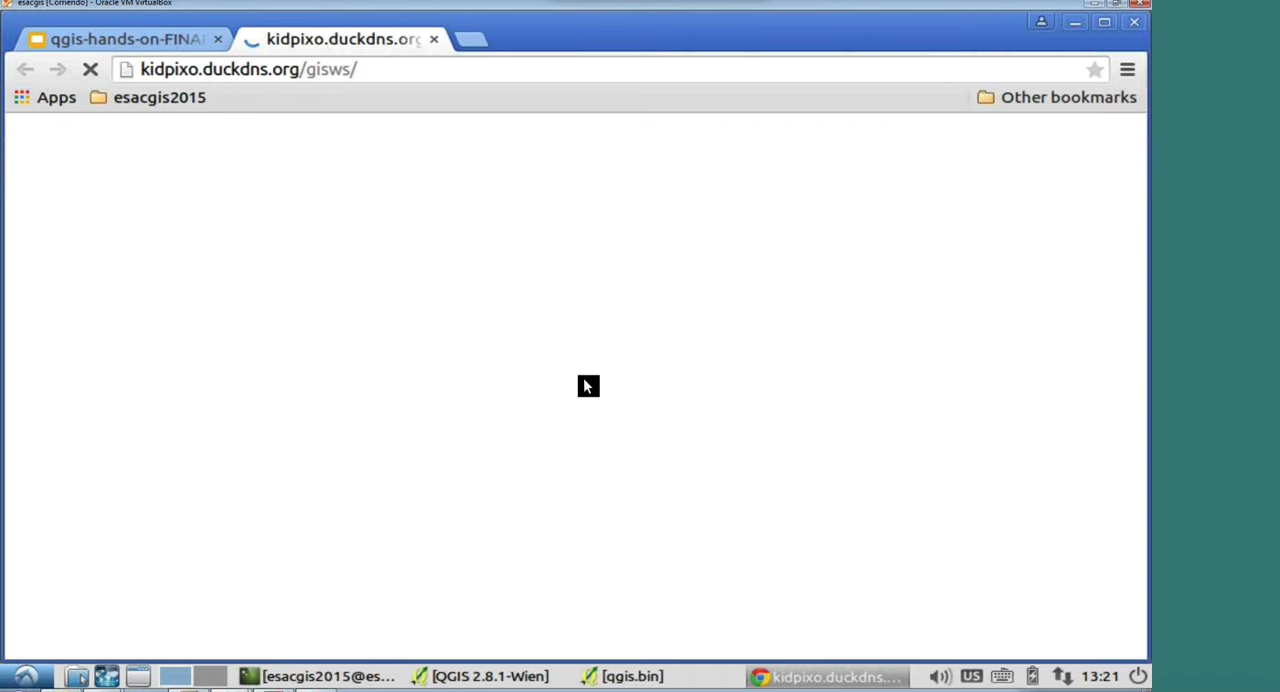 esacgis [Corriendo] - Oracle VM VirtualBox
qgis-hands-on-FINA
kidpixo.duckdns.org
kidpixo.duckdns.org/gisws/
Apps
esacgis2015
Other bookmarks
[esacgis2015@es...
[QGIS 2.8.1-Wien]
[qgis.bin]
kidpixo.duckdns....
US
13:21